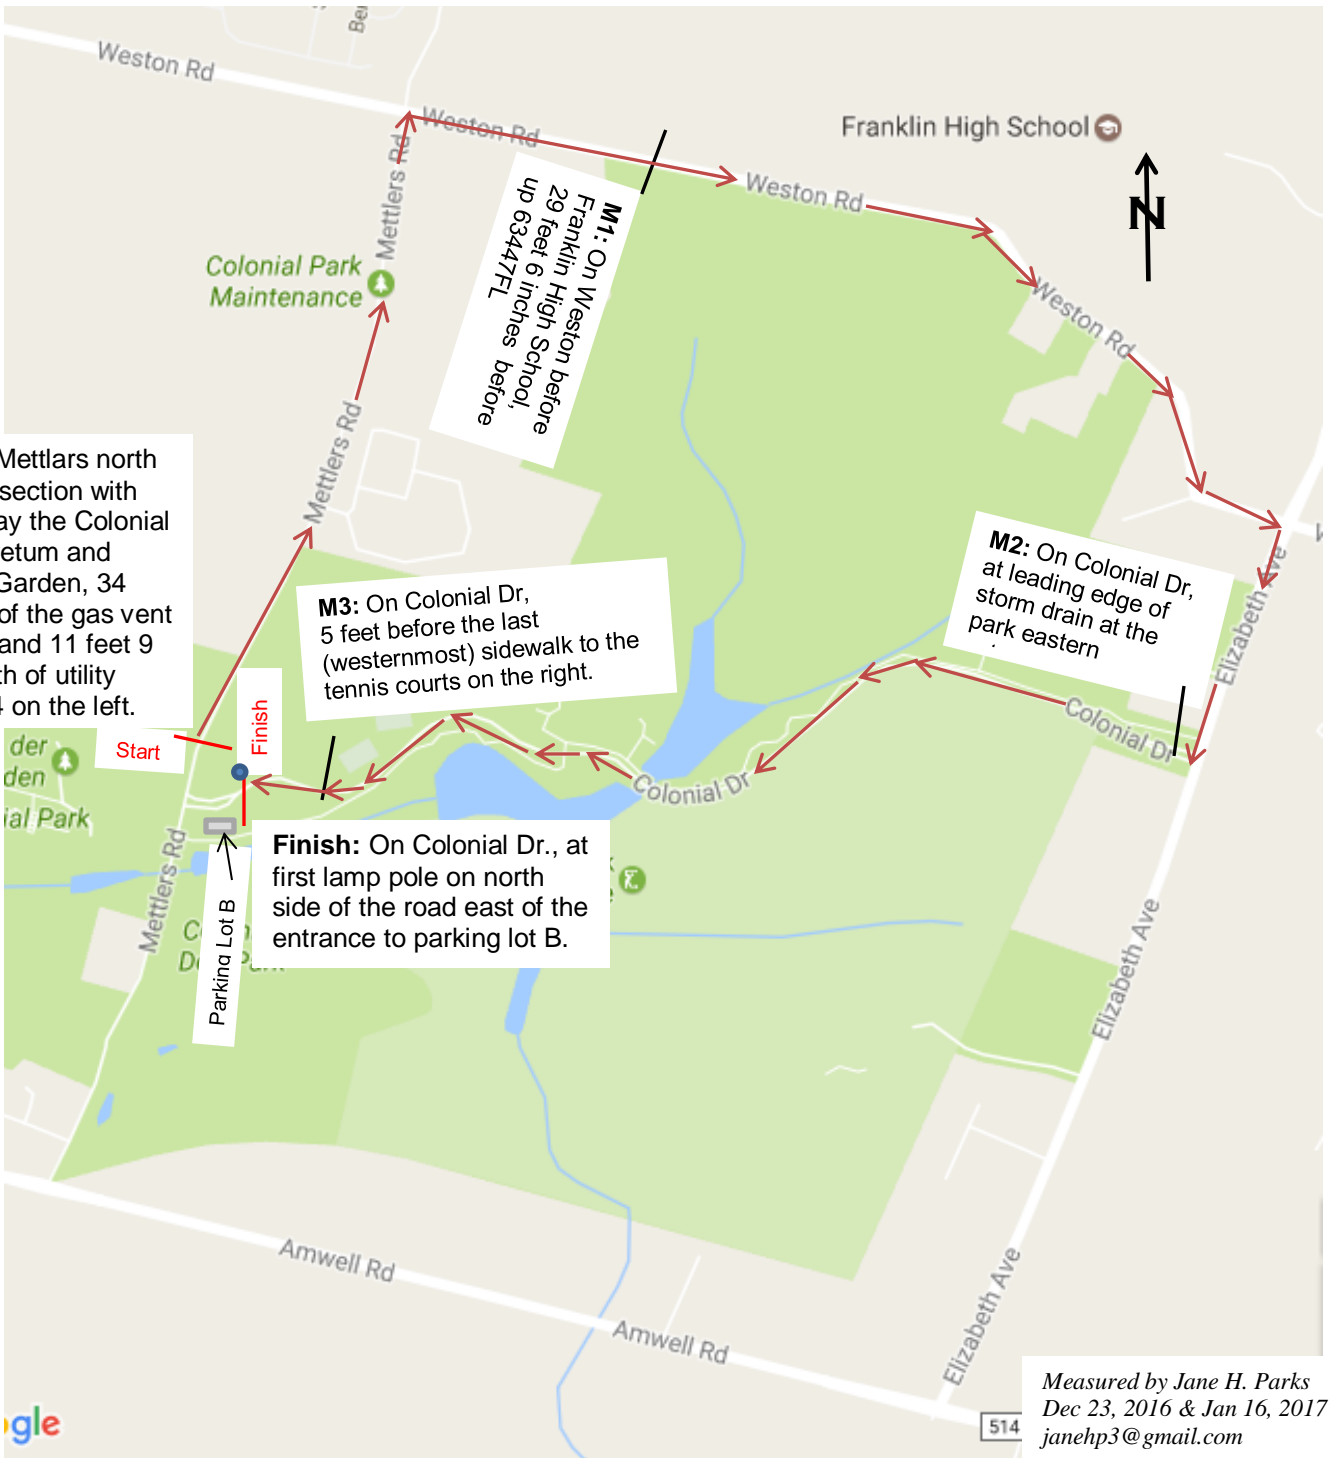 Ber
Weston Rd
Weston Rd
Franklin High School
Mettlers Rd
Weston Rd
N
M1: On Weston before
Franklin High School,
29 feet 6 inches before
up 63447FL
Colonial Park
Maintenance
Weston Rd
Mettlers Rd
Mettlars north
section with
ay the Colonial
etum and
Garden, 34
of the gas vent
and 11 feet 9
th of utility
4 on the left.
M2: On Colonial Dr,
at leading edge of
storm drain at the
park eastern
Elizabeth Ave
M3: On Colonial Dr,
5 feet before the last
(westernmost) sidewalk to the
tennis courts on the right.
Start
Finish
Colonial Dr
der
den
ial Park
Colonial Dr
Mettlers Rd
Finish: On Colonial Dr., at
first lamp pole on north
side of the road east of the
entrance to parking lot B.
Parking Lot B
Park
Elizabeth Ave
Amwell Rd
Amwell Rd
Elizabeth Ave
514
gle
Measured by Jane H. Parks
Dec 23, 2016 & Jan 16, 2017
janehp3@gmail.com